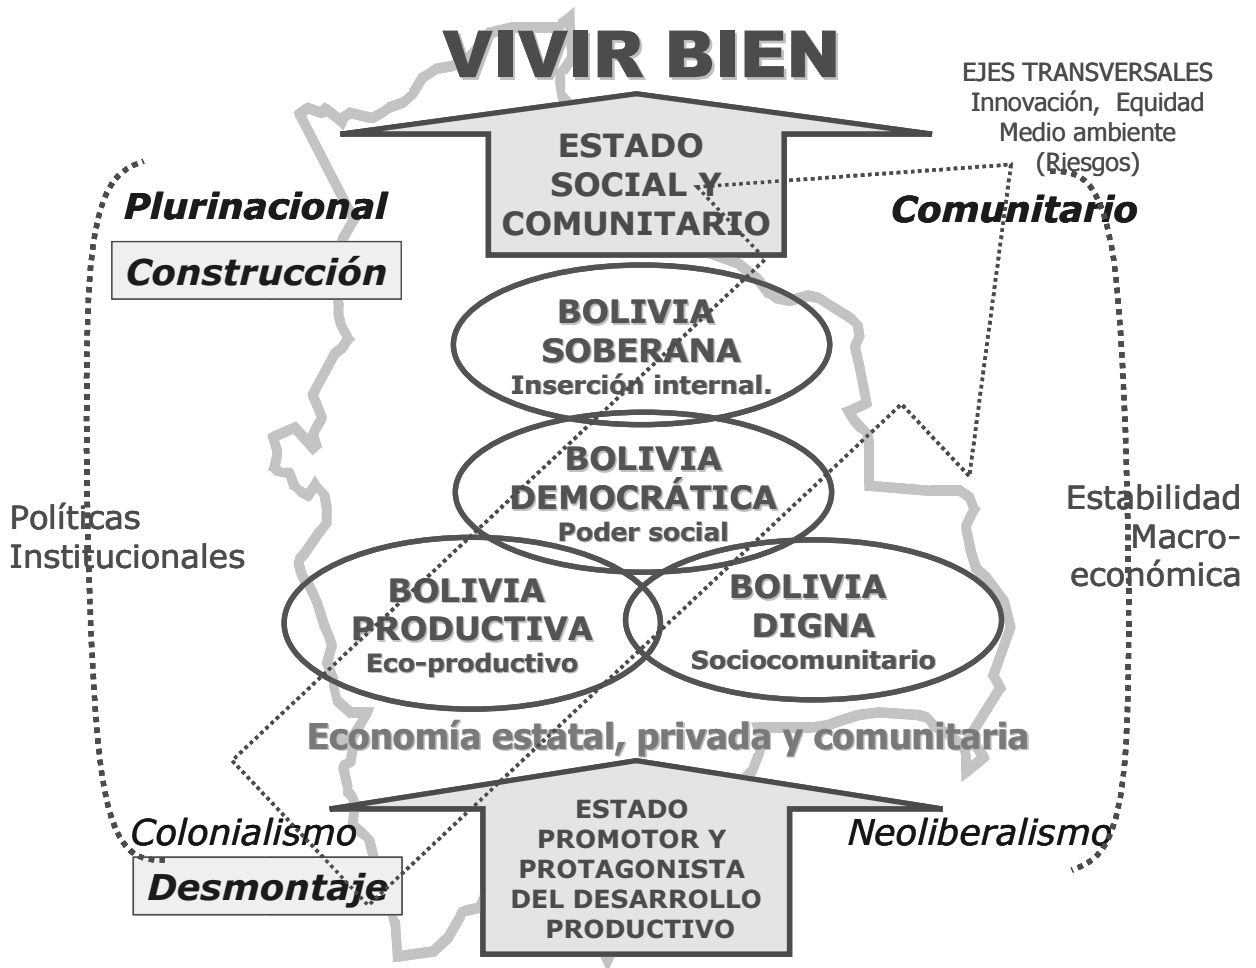 VIVIR BIEN
EJES TRANSVERSALES
Innovación, Equidad
Medio ambiente
(Riesgos)
ESTADO
SOCIAL Y
COMUNITARIO
Plurinacional
Comunitario
Construcción
BOLIVIA
SOBERANA
Inserción internal.
BOLIVIA
DEMOCRÁTICA
Poder social
Políticas
Institucionales
Estabilidad
Macro-
económica
BOLIVIA
PRODUCTIVA
Eco-productivo
BOLIVIA
DIGNA
Sociocomunitario
Economía estatal, privada y comunitaria
Colonialismo
Neoliberalismo
Desmontaje
ESTADO
PROMOTOR Y
PROTAGONISTA
DEL DESARROLLO
PRODUCTIVO